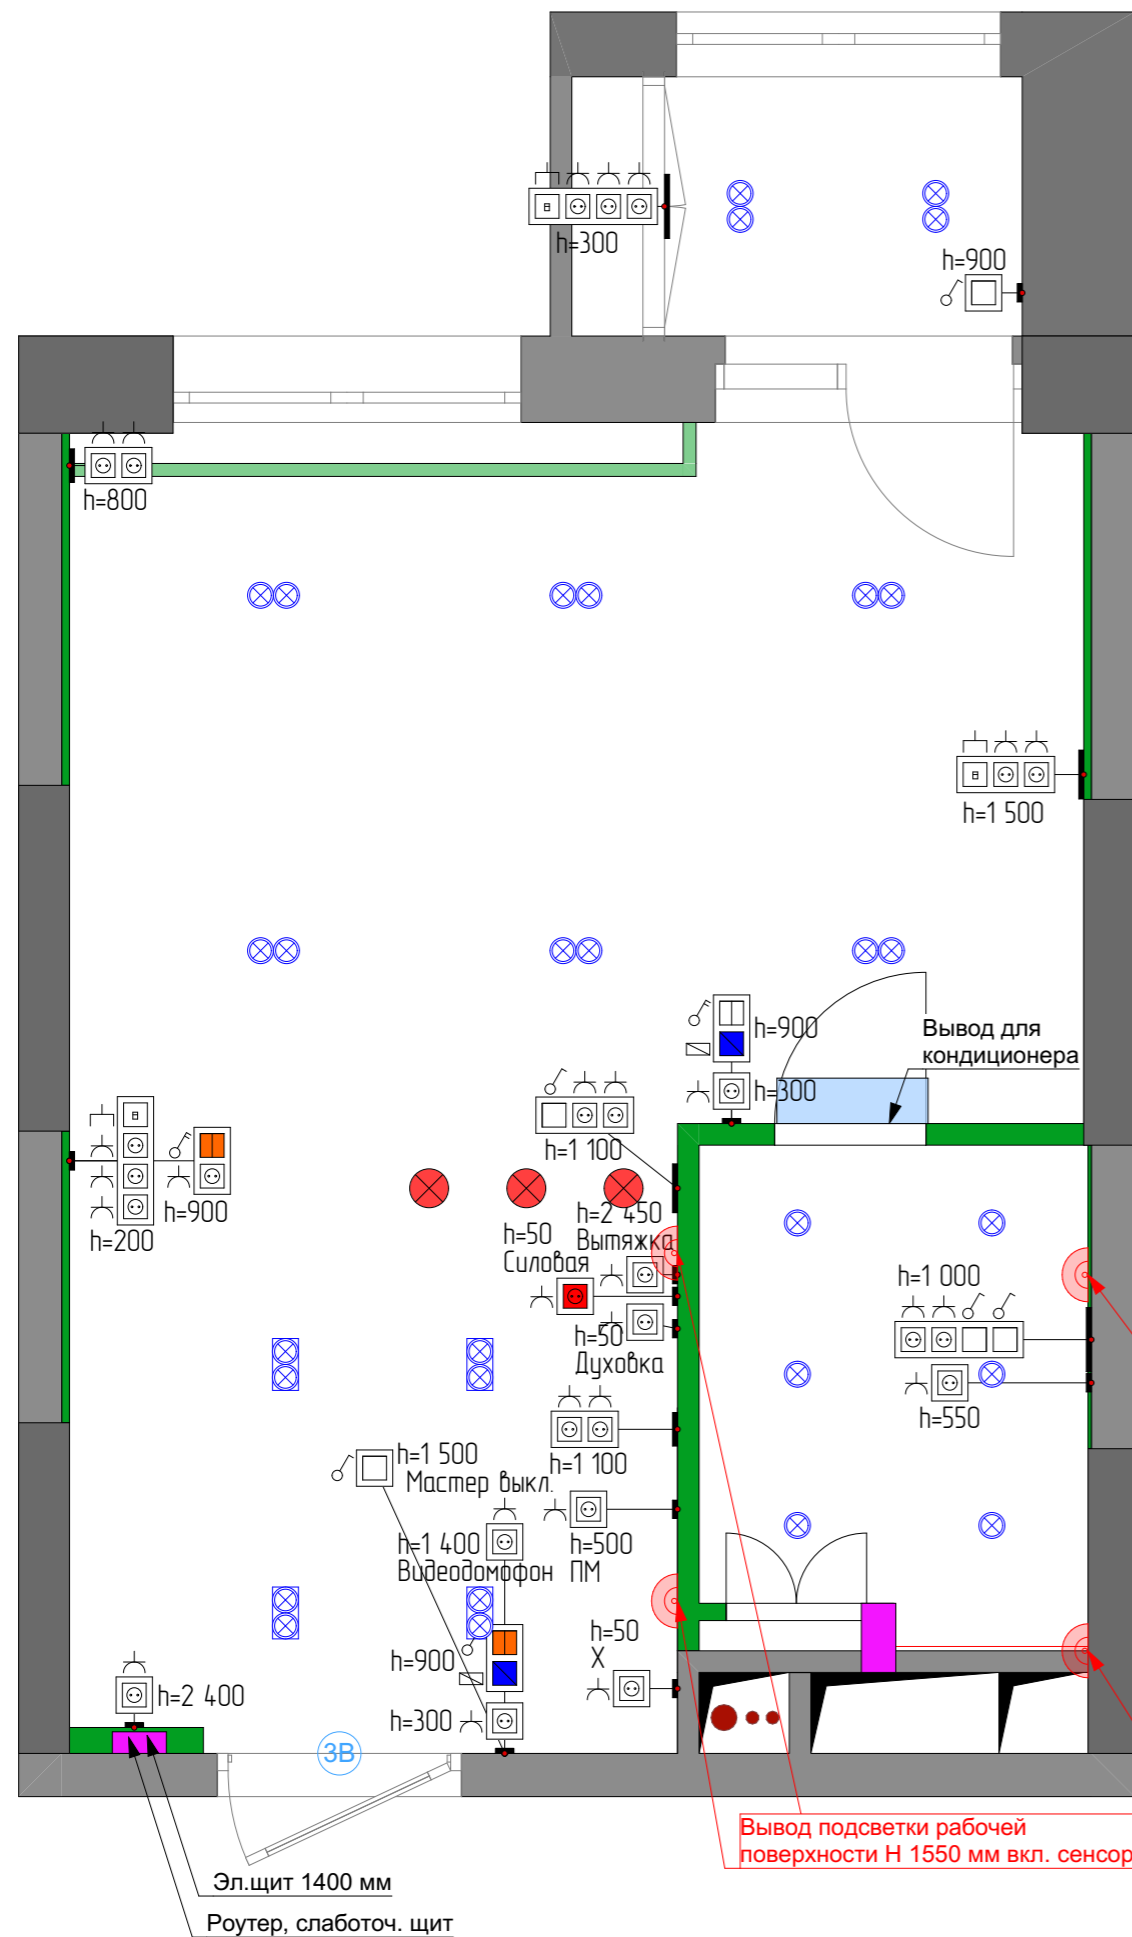 h=300
h=900
h=800
h=1 500
h=900
Вывод для
кондиционера
h=300
h=1 100
h=900
h=200
h=2 450
Вытяжка
h=50
Силовая
h=50
Духовка
h=1 000
h=550
h=1 100
h=1 500
Мастер выкл.
h=1 400
Видеодомофон
h=500
ПМ
h=50
Х
h=900
h=300
h=2 400
ЗВ
Вывод подсветки рабочей
поверхности Н 1550 мм вкл. сенсор
Эл.щит 1400 мм
Роутер, слаботоч. щит